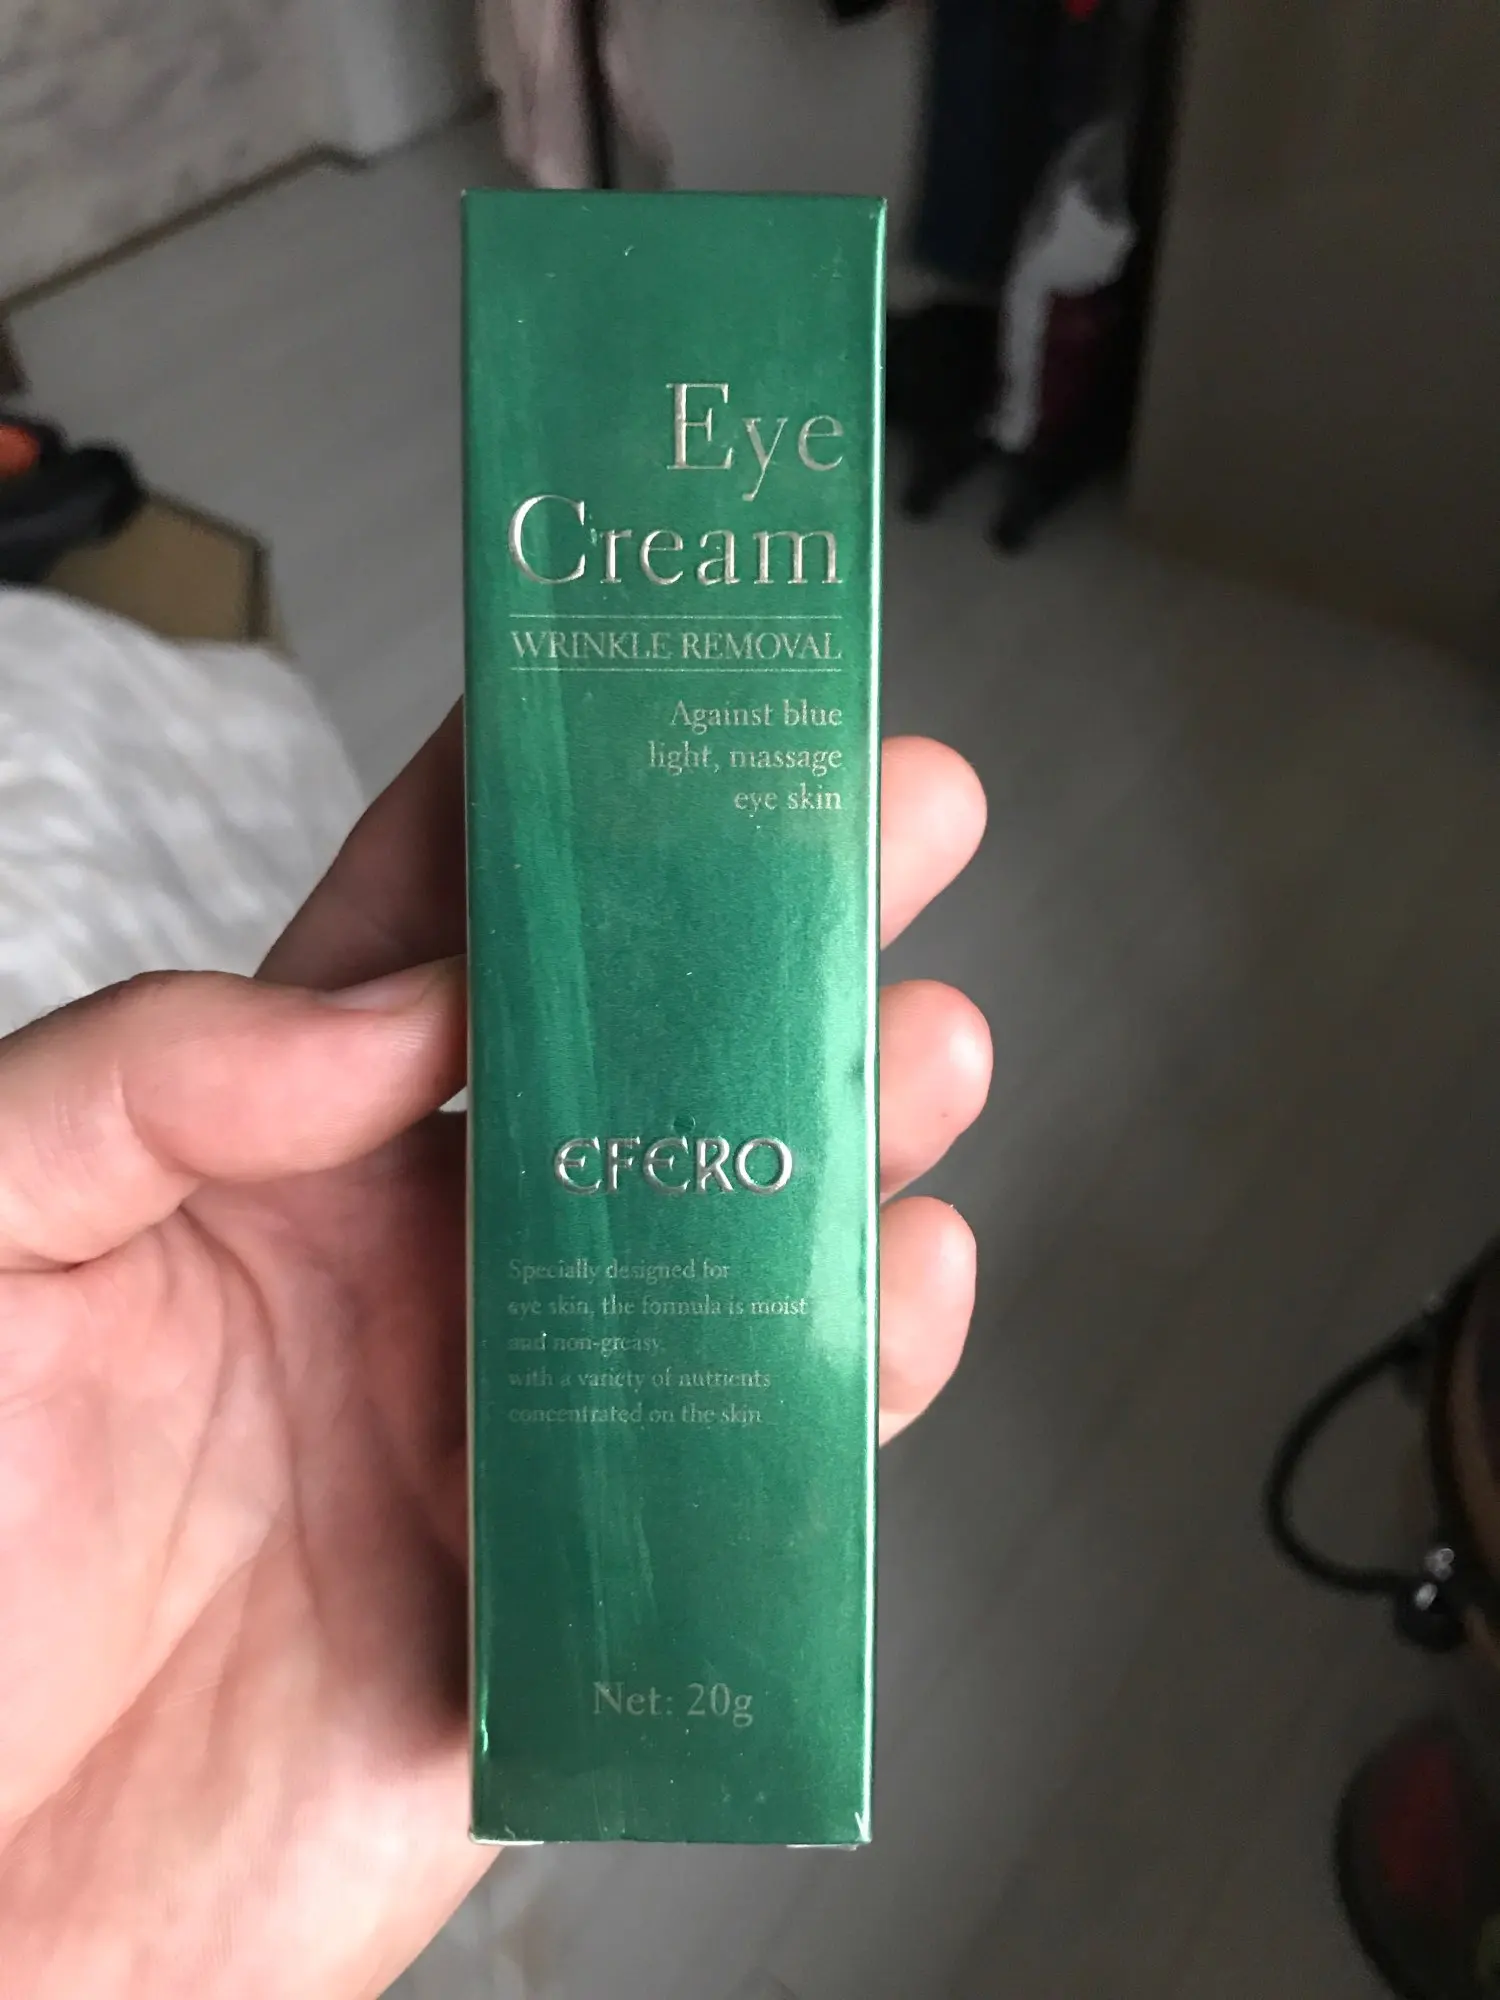 Eye
Cream
WRINKLE REMOVAL
Against blue
light, massage
eye skin
EFERO
Specially designed for
eye skin, the formula is moist
and non-greasy.
with a variety of nutrients
concentrated on the skin
Net: 20g